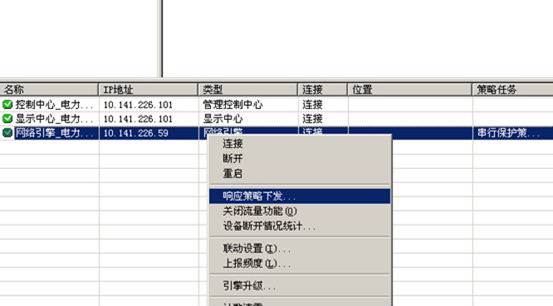 名称 IP地址 类型 连接 位置 策略任务
控制中心_电力... 10.141.226.101 管理控制中心 连接
显示中心_电力... 10.141.226.101 显示中心 连接
网络引擎_电力... 10.141.226.59 网络引擎 连接 串行保护策...
连接
断开
重启
响应策略下发...
关闭流量功能(O)
设备断开情况统计...
联动设置(I)...
上报频度(L)...
引擎升级...